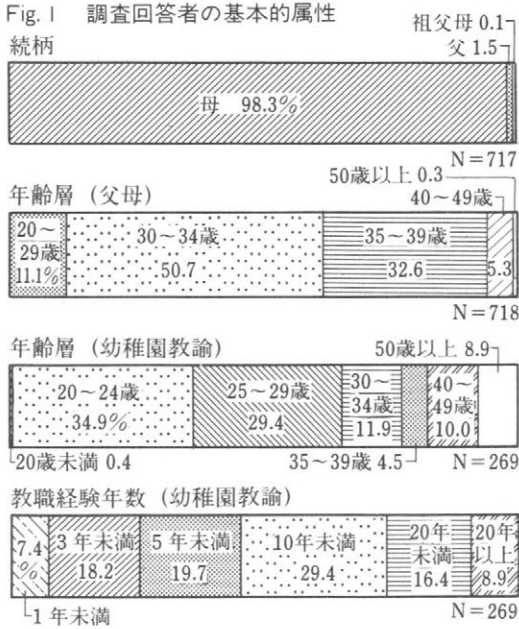 Fig. 1 調査回答者の基本的属性
続柄
祖父母 0.1
父 1.5
母 98.3%
N=717
年齢層（父母）
50歳以上 0.3
40～49歳
20～
29歳
11.1%
30～34歳
50.7
35～39歳
32.6
5.3
N=718
年齢層（幼稚園教諭）
50歳以上 8.9
20～24歳
34.9%
25～29歳
29.4
30～
34歳
11.9
40～
49歳
10.0
20歳未満 0.4
35～39歳 4.5
N=269
教職経験年数（幼稚園教諭）
7.4
%
3年未満
18.2
5年未満
19.7
10年未満
29.4
20年
未満
16.4
20年
以上
8.9
1年未満
N=269